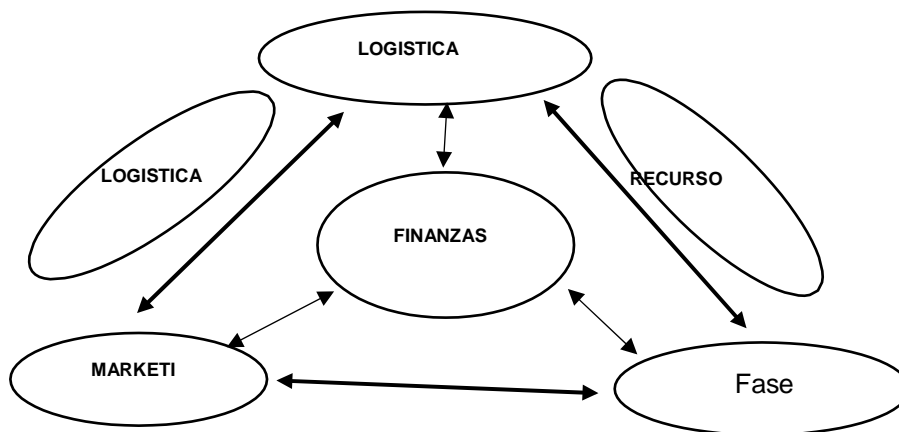 LOGISTICA
LOGISTICA
RECURSO
FINANZAS
MARKETI
Fase